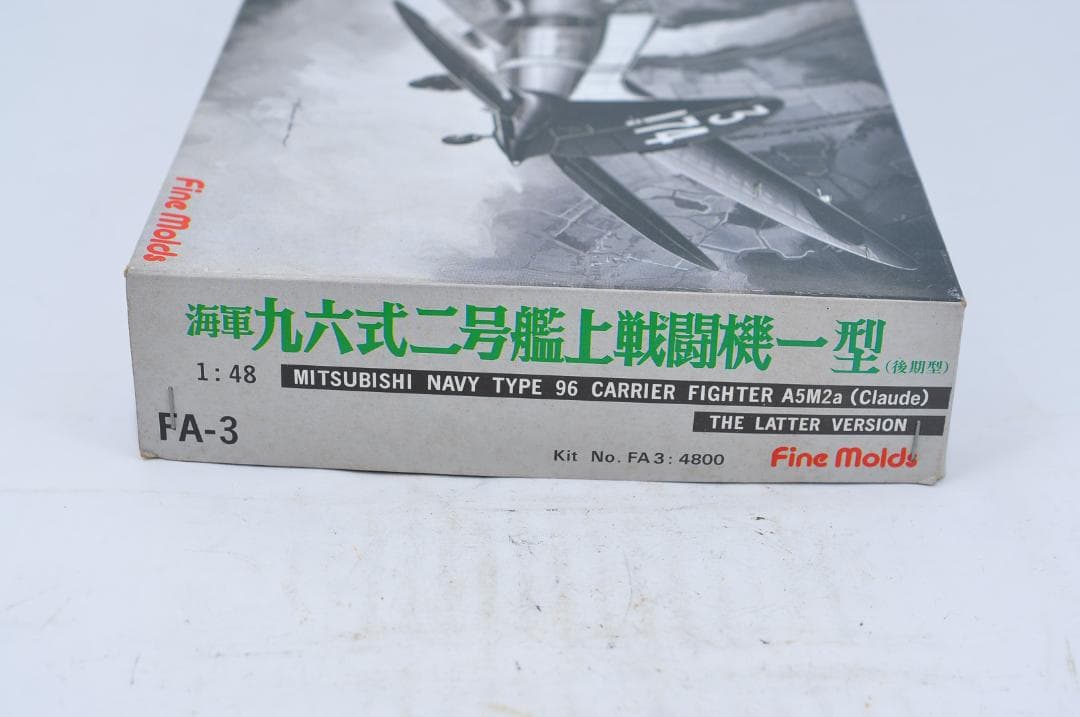 3
174
Fine Molds
海軍九六式二号艦上戦闘機一型(後期型)
1:48
MITSUBISHI NAVY TYPE 96 CARRIER FIGHTER A5M2a (Claude)
THE LATTER VERSION
FA-3
Kit No. FA3:4800
Fine Molds